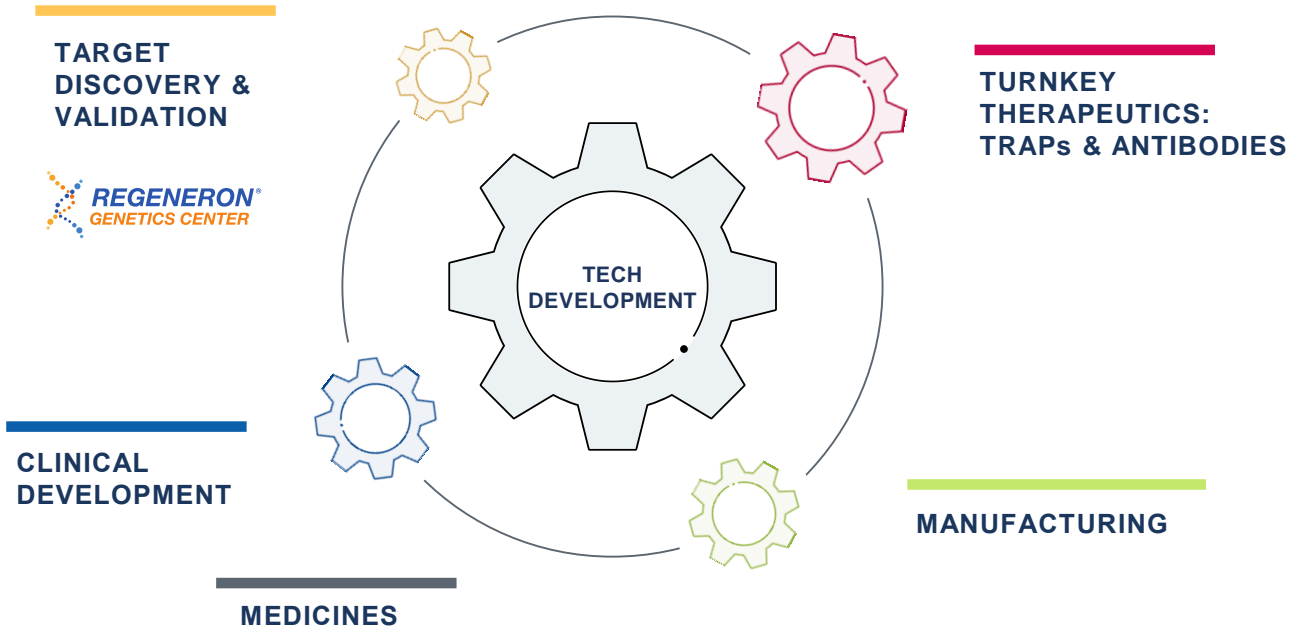 TARGET
DISCOVERY &
VALIDATION
REGENERON®
GENETICS CENTER
TURNKEY
THERAPEUTICS:
TRAPs & ANTIBODIES
TECH
DEVELOPMENT
CLINICAL
DEVELOPMENT
MANUFACTURING
MEDICINES